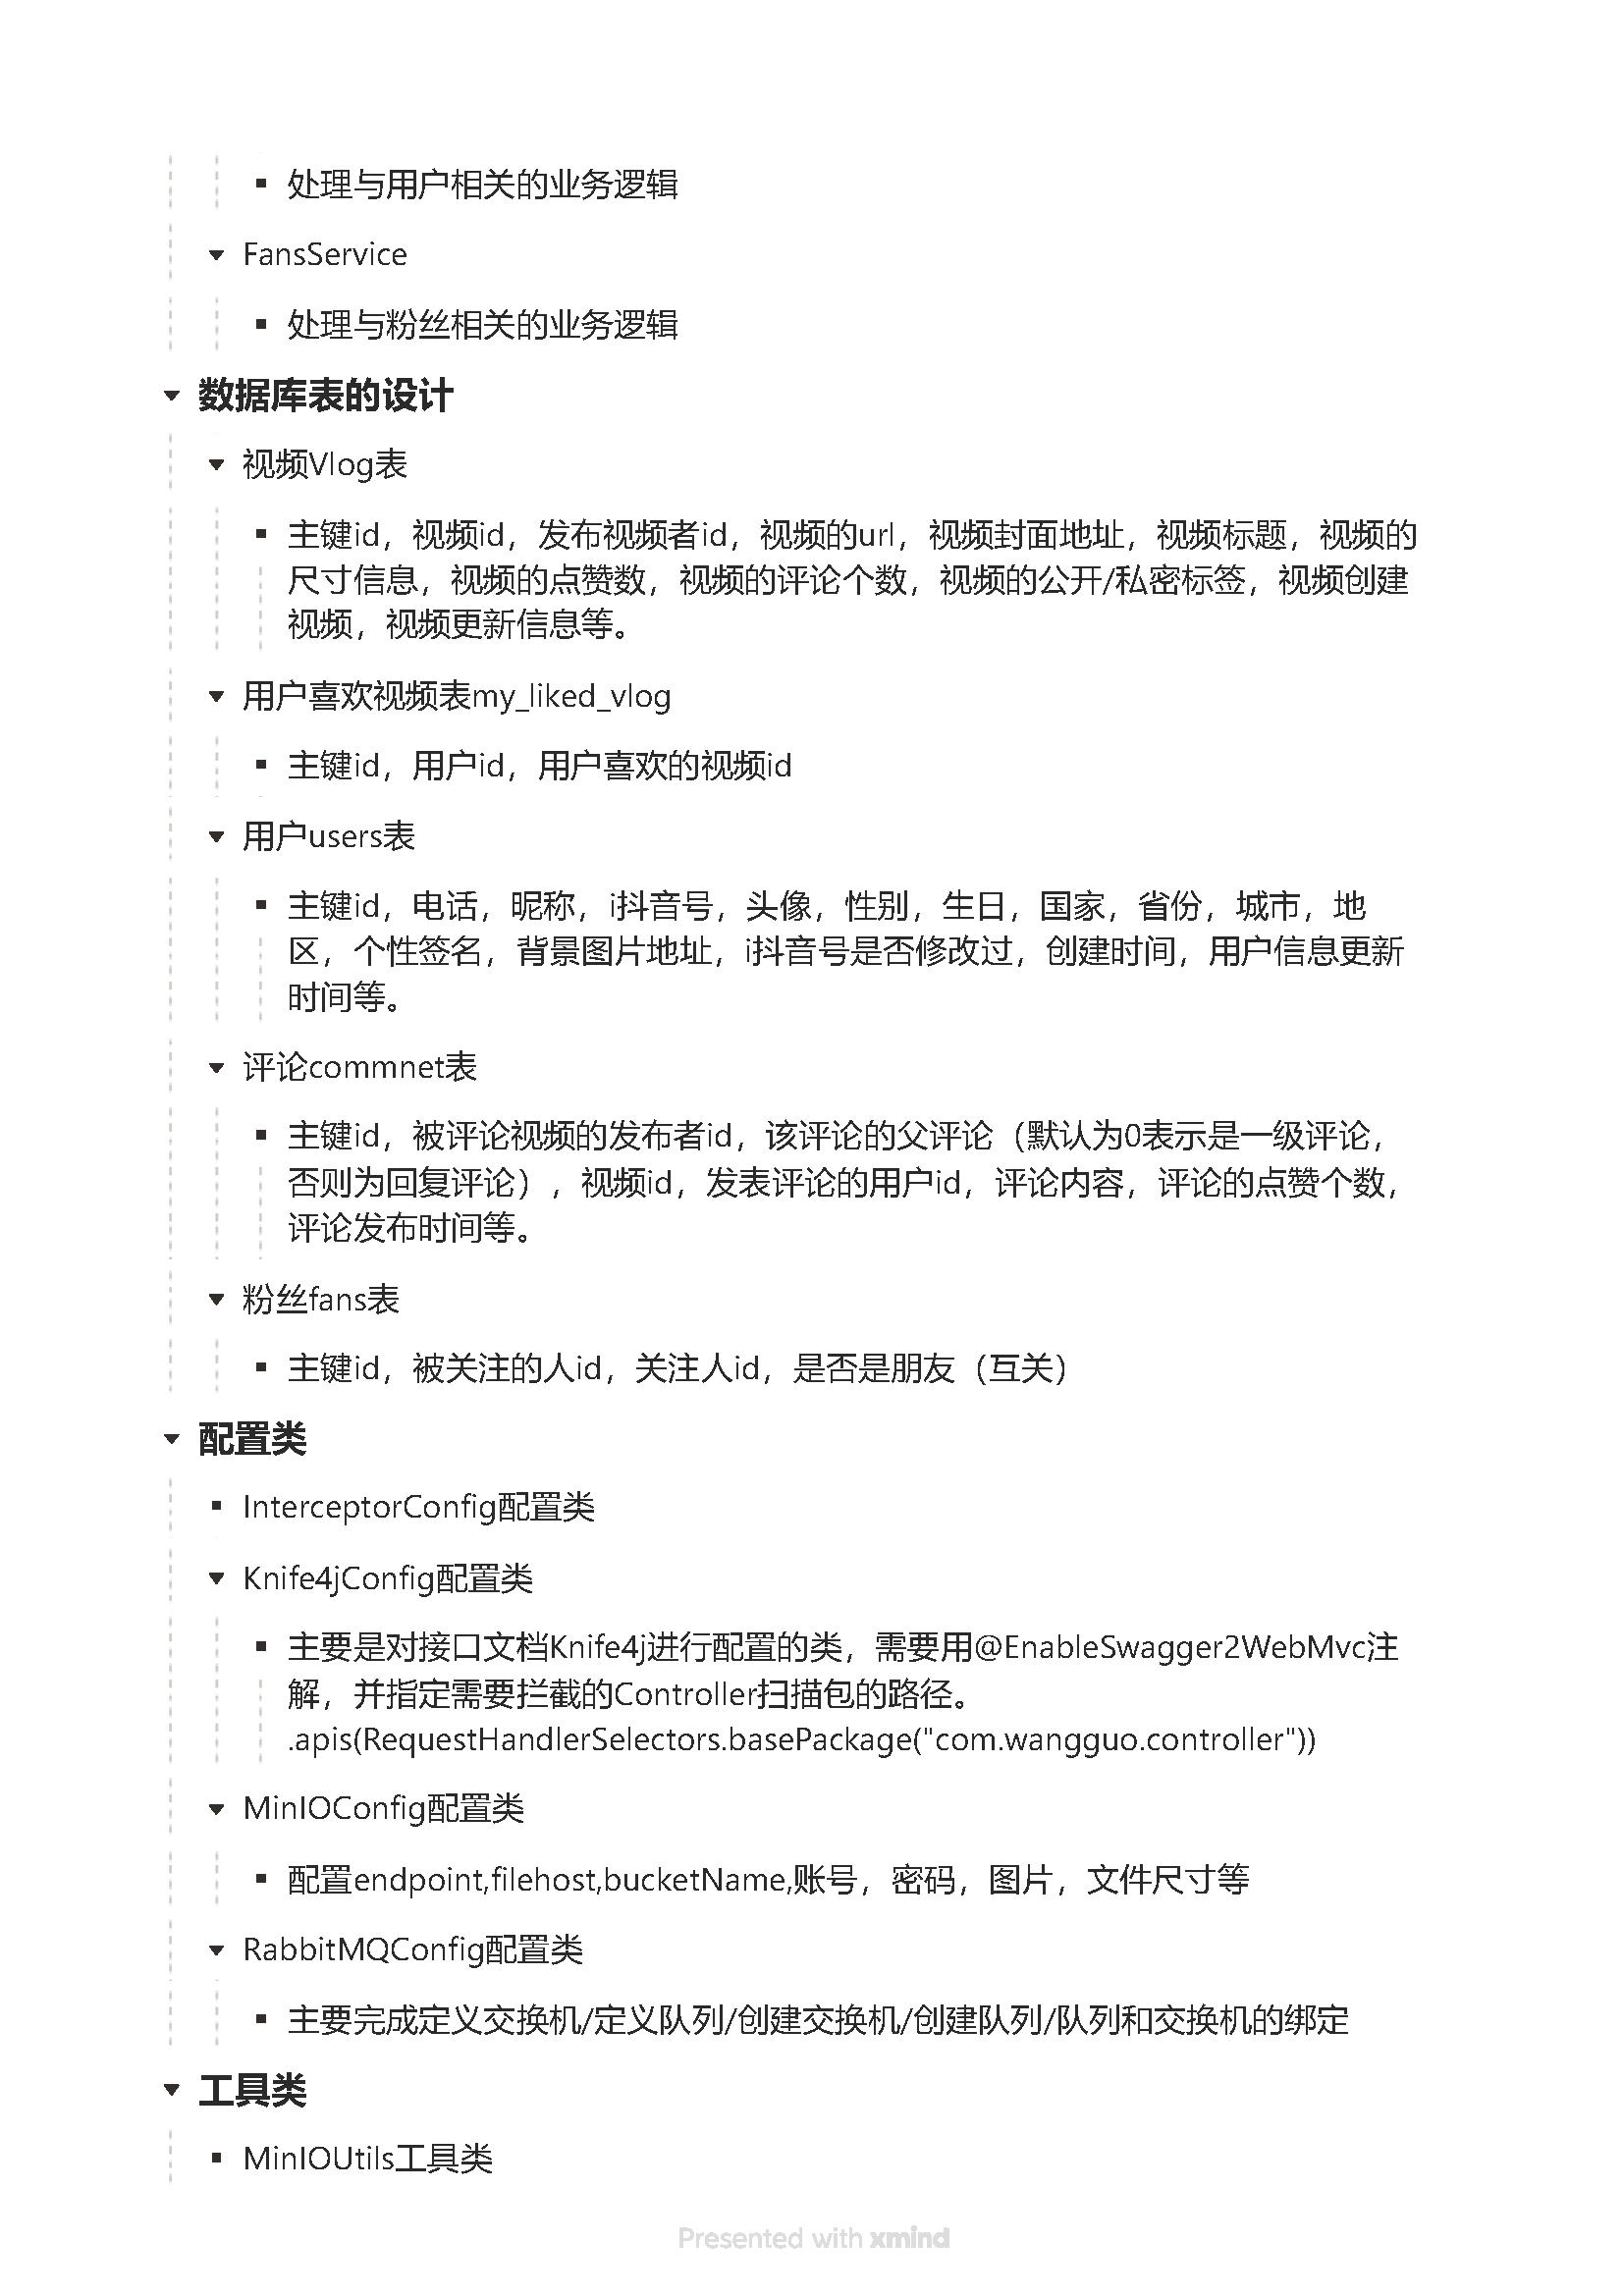 处理与用户相关的业务逻辑
FansService
处理与粉丝相关的业务逻辑
数据库表的设计
视频Vlog表
主键id，视频id，发布视频者id，视频的url，视频封面地址，视频标题，视频的
尺寸信息，视频的点赞数，视频的评论个数，视频的公开/私密标签，视频创建
视频，视频更新信息等。
用户喜欢视频表my_liked_vlog
主键id，用户id，用户喜欢的视频id
用户users表
主键id，电话，昵称，i抖音号，头像，性别，生日，国家，省份，城市，地
区，个性签名，背景图片地址，i抖音号是否修改过，创建时间，用户信息更新
时间等。
评论commnet表
主键id，被评论视频的发布者id，该评论的父评论（默认为0表示是一级评论，
否则为回复评论），视频id，发表评论的用户id，评论内容，评论的点赞个数，
评论发布时间等。
粉丝fans表
主键id，被关注的人id，关注人id，是否是朋友（互关）
配置类
InterceptorConfig配置类
Knife4jConfig配置类
主要是对接口文档Knife4j进行配置的类，需要用@EnableSwagger2WebMvc注
解，并指定需要拦截的Controller扫描包的路径。
.apis(RequestHandlerSelectors.basePackage("com.wangguo.controller"))
MinIOConfig配置类
配置endpoint,filehost,bucketName,账号，密码，图片，文件尺寸等
RabbitMQConfig配置类
主要完成定义交换机/定义队列/创建交换机/创建队列/队列和交换机的绑定
工具类
MinIOUtils工具类
Presented with xmind